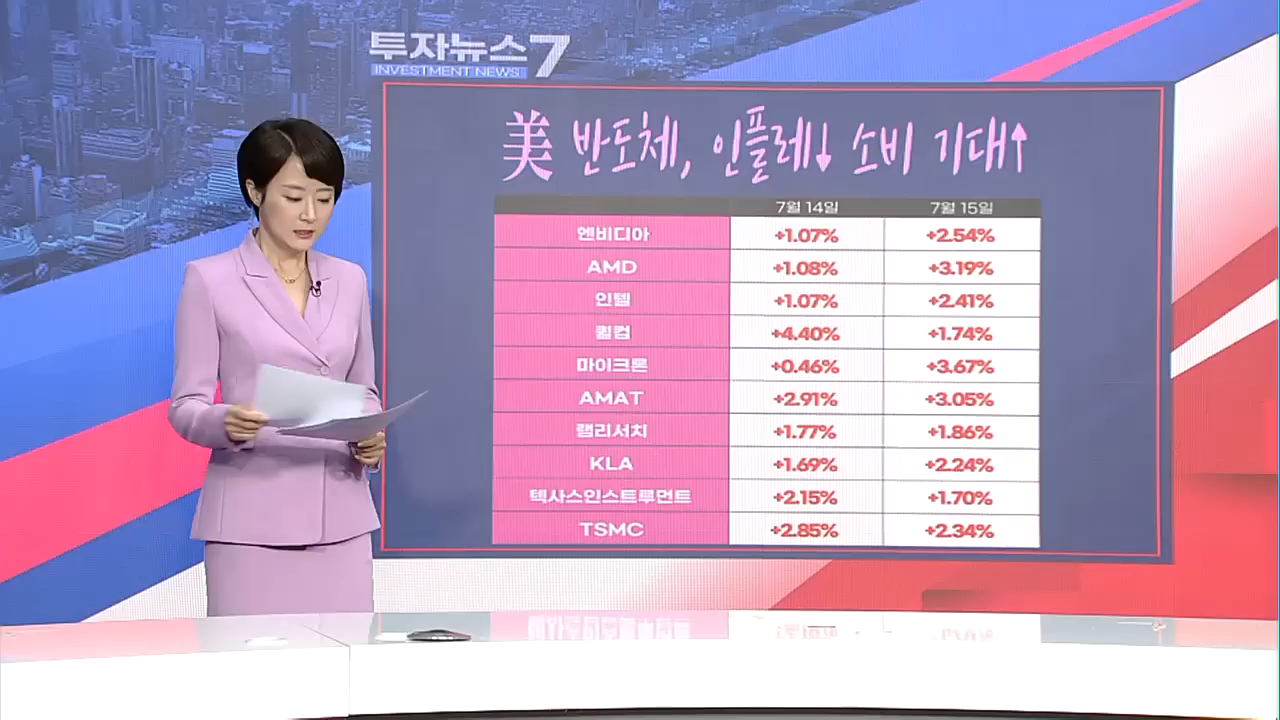 투자뉴스7
INVESTMENT NEWS
美 반도체, 인플레↓ 소비 기대↑
7월 14일 7월 15일
엔비디아 +1.07% +2.54%
AMD +1.08% +3.19%
인텔 +1.07% +2.41%
퀄컴 +4.40% +1.74%
마이크론 +0.46% +3.67%
AMAT +2.91% +3.05%
램리서치 +1.77% +1.86%
KLA +1.69% +2.24%
텍사스인스트루먼트 +2.15% +1.70%
TSMC +2.85% +2.34%